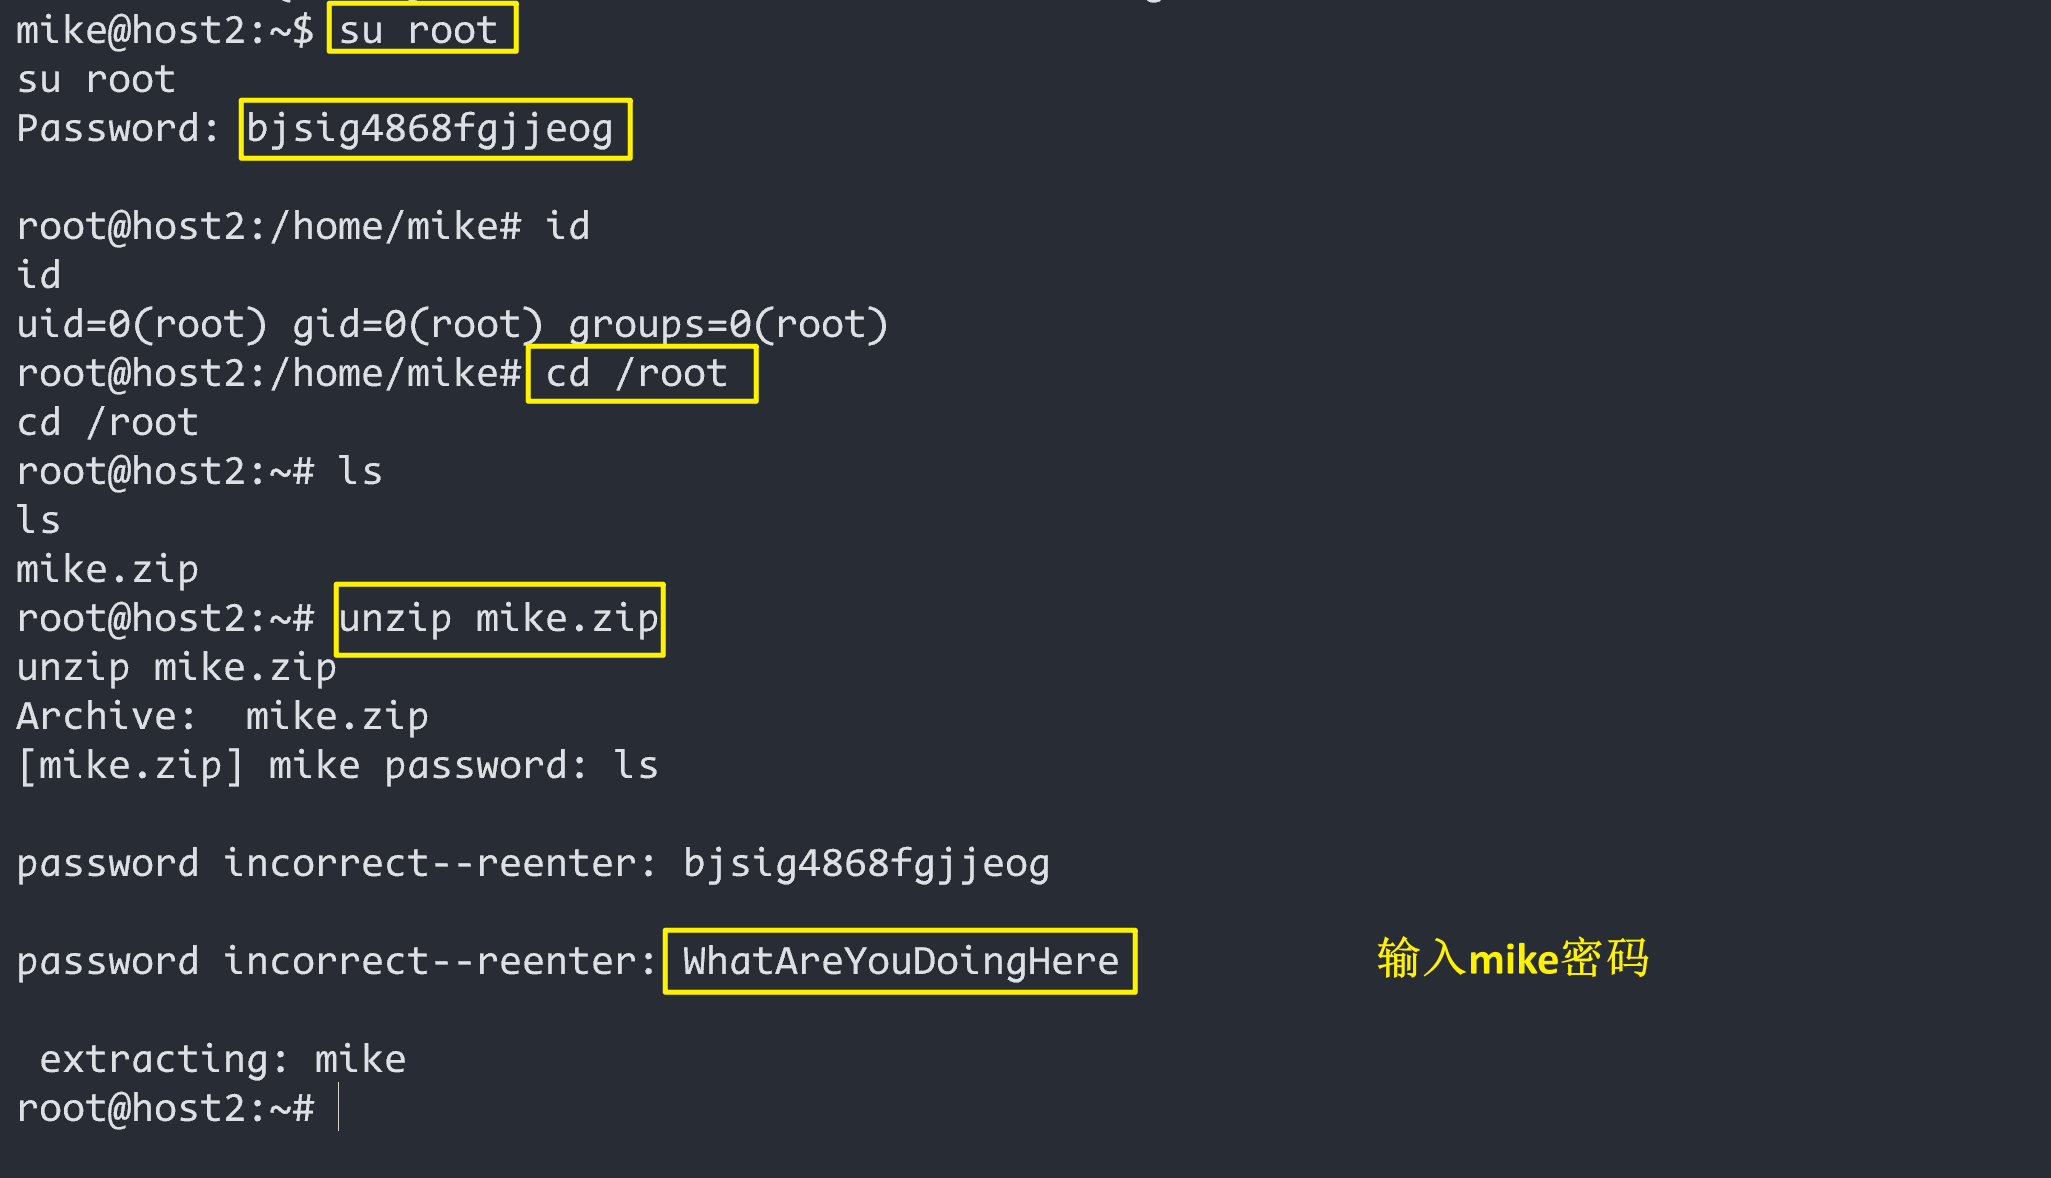 mike@host2:~$ su root
su root
Password: bjsig4868fgjjeog
root@host2:/home/mike# id
id
uid=0(root) gid=0(root) groups=0(root)
root@host2:/home/mike# cd /root
cd /root
root@host2:~# ls
ls
mike.zip
root@host2:~# unzip mike.zip
unzip mike.zip
Archive:  mike.zip
[mike.zip] mike password: ls
password incorrect--reenter: bjsig4868fgjjeog
password incorrect--reenter: WhatAreYouDoingHere 输入mike密码
 extracting: mike
root@host2:~#